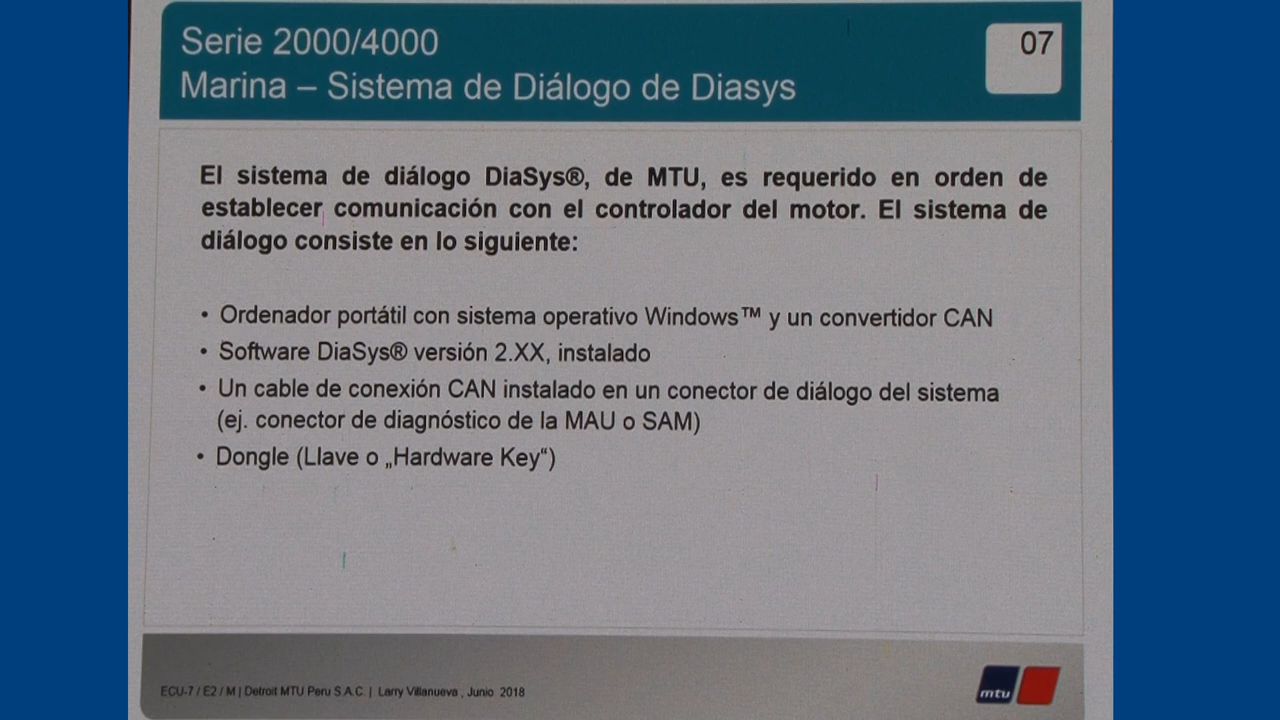 Serie 2000/4000
07
Marina – Sistema de Diálogo de Diasys
El sistema de diálogo DiaSys®, de MTU, es requerido en orden de
establecer comunicación con el controlador del motor. El sistema de
diálogo consiste en lo siguiente:
• Ordenador portátil con sistema operativo Windows™ y un convertidor CAN
• Software DiaSys® versión 2.XX, instalado
• Un cable de conexión CAN instalado en un conector de diálogo del sistema
(ej. conector de diagnóstico de la MAU o SAM)
• Dongle (Llave o „Hardware Key“)
ECU-7 / E2 / M | Detroit MTU Peru S.A.C. | Larry Villanueva , Junio 2018
mtu